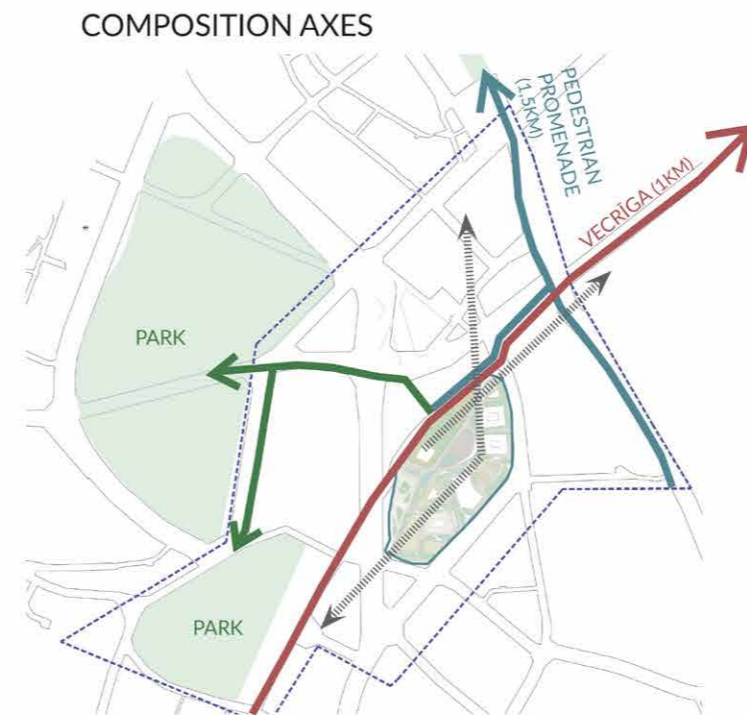 COMPOSITION AXES
PEDESTRIAN
PROMENADE
(1,5KM)
VECRĪGA (1KM)
PARK
PARK